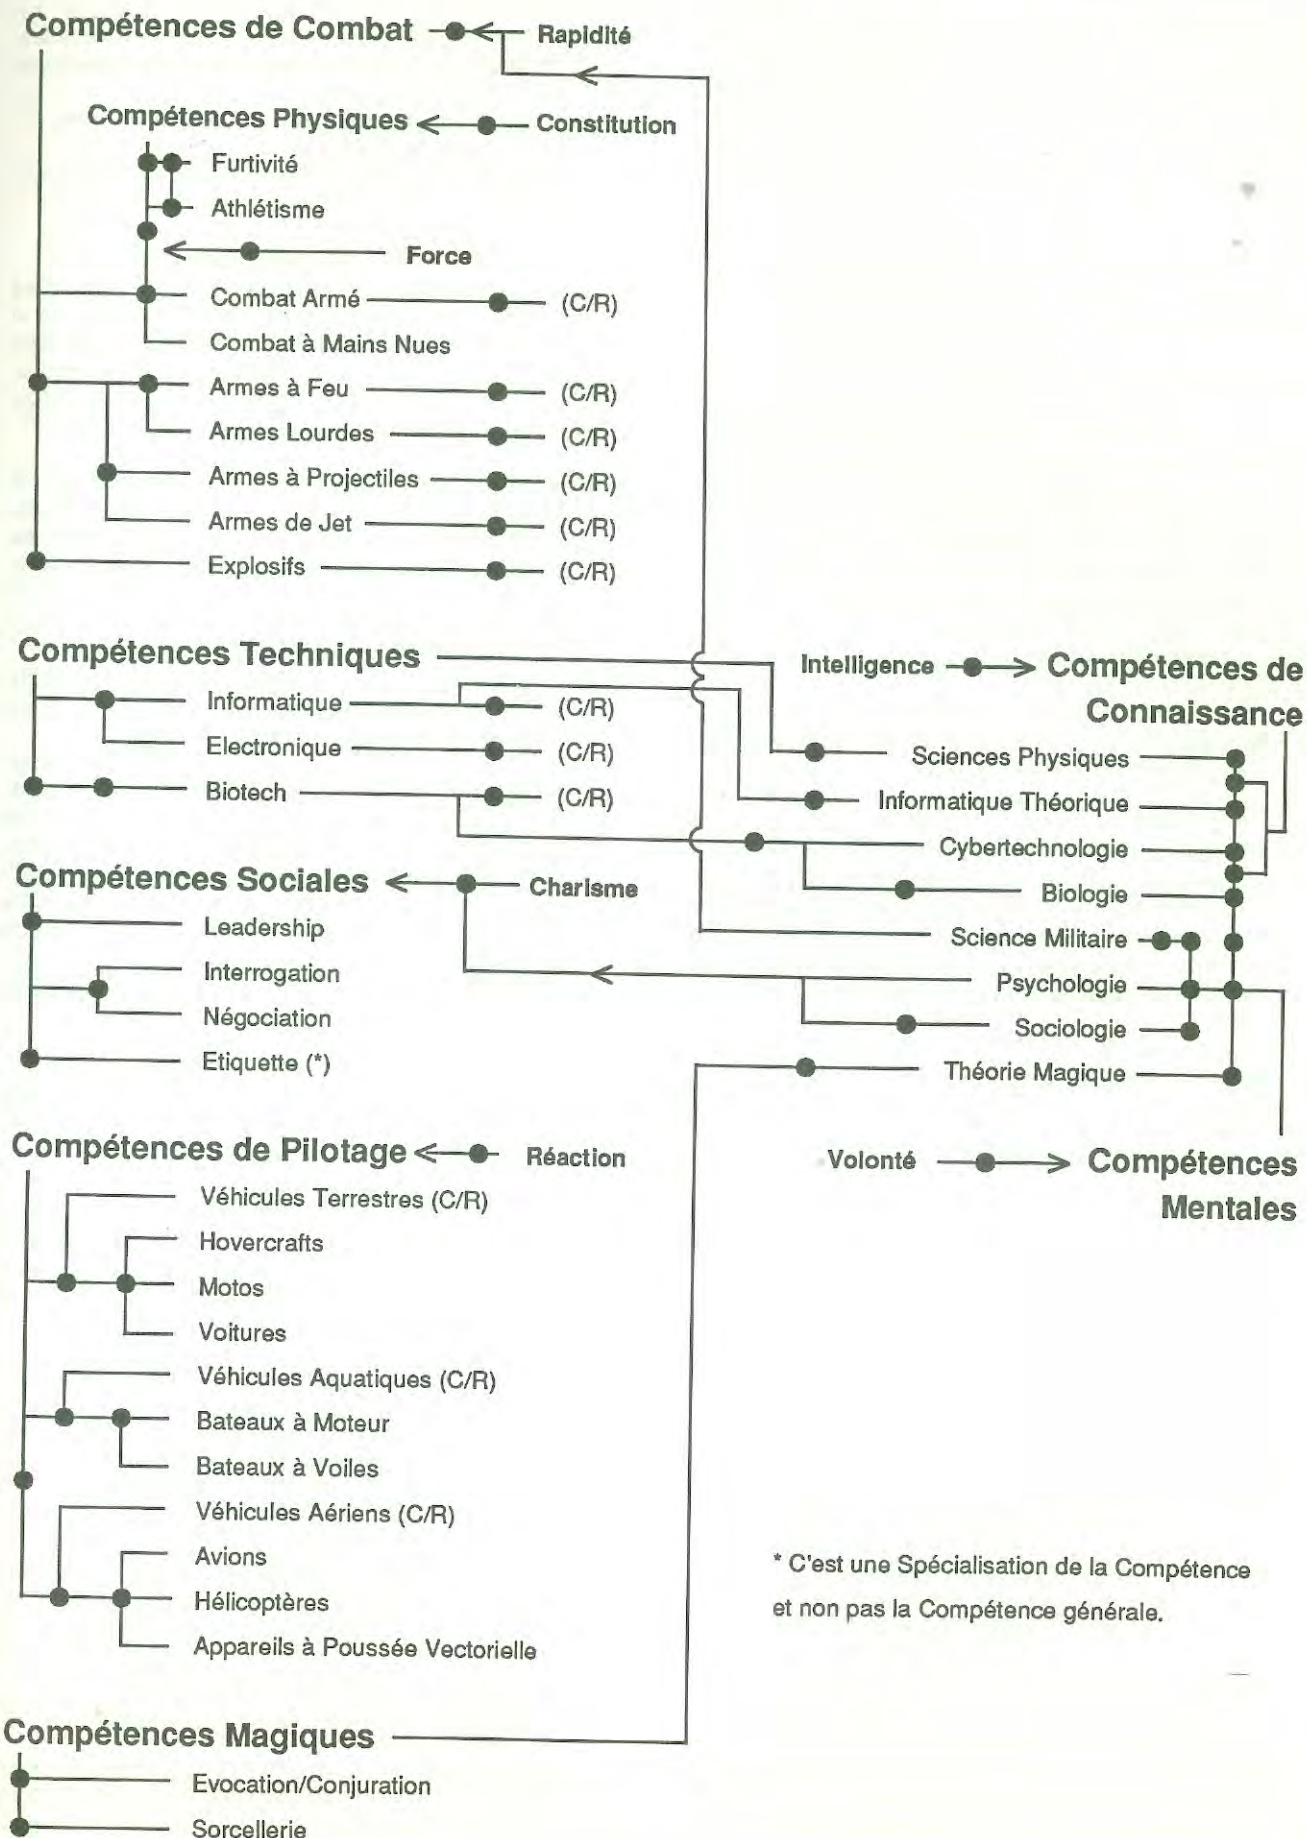 Compétences de Combat
Rapidité
Compétences Physiques
Constitution
Furtivité
Athlétisme
Force
Combat Armé (C/R)
Combat à Mains Nues
Armes à Feu (C/R)
Armes Lourdes (C/R)
Armes à Projectiles (C/R)
Armes de Jet (C/R)
Explosifs (C/R)
Compétences Techniques
Informatique (C/R)
Electronique (C/R)
Biotech (C/R)
Intelligence
Compétences de
Connaissance
Sciences Physiques
Informatique Théorique
Cybertechnologie
Biologie
Science Militaire
Psychologie
Sociologie
Théorie Magique
Compétences Sociales
Charisme
Leadership
Interrogation
Négociation
Etiquette (*)
Volonté
Compétences
Mentales
Compétences de Pilotage
Réaction
Véhicules Terrestres (C/R)
Hovercrafts
Motos
Voitures
Véhicules Aquatiques (C/R)
Bateaux à Moteur
Bateaux à Voiles
Véhicules Aériens (C/R)
Avions
Hélicoptères
Appareils à Poussée Vectorielle
* C'est une Spécialisation de la Compétence
et non pas la Compétence générale.
Compétences Magiques
Evocation/Conjuration
Sorcellerie